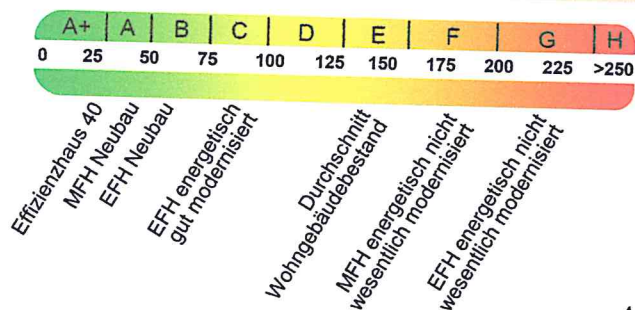 A+ A B C D E F G H
0 25 50 75 100 125 150 175 200 225 >250
Effizienzhaus 40
MFH Neubau
EFH Neubau
EFH energetisch
gut modernisiert
Durchschnitt
Wohngebäudebestand
MFH energetisch nicht
wesentlich modernisiert
EFH energetisch nicht
wesentlich modernisiert